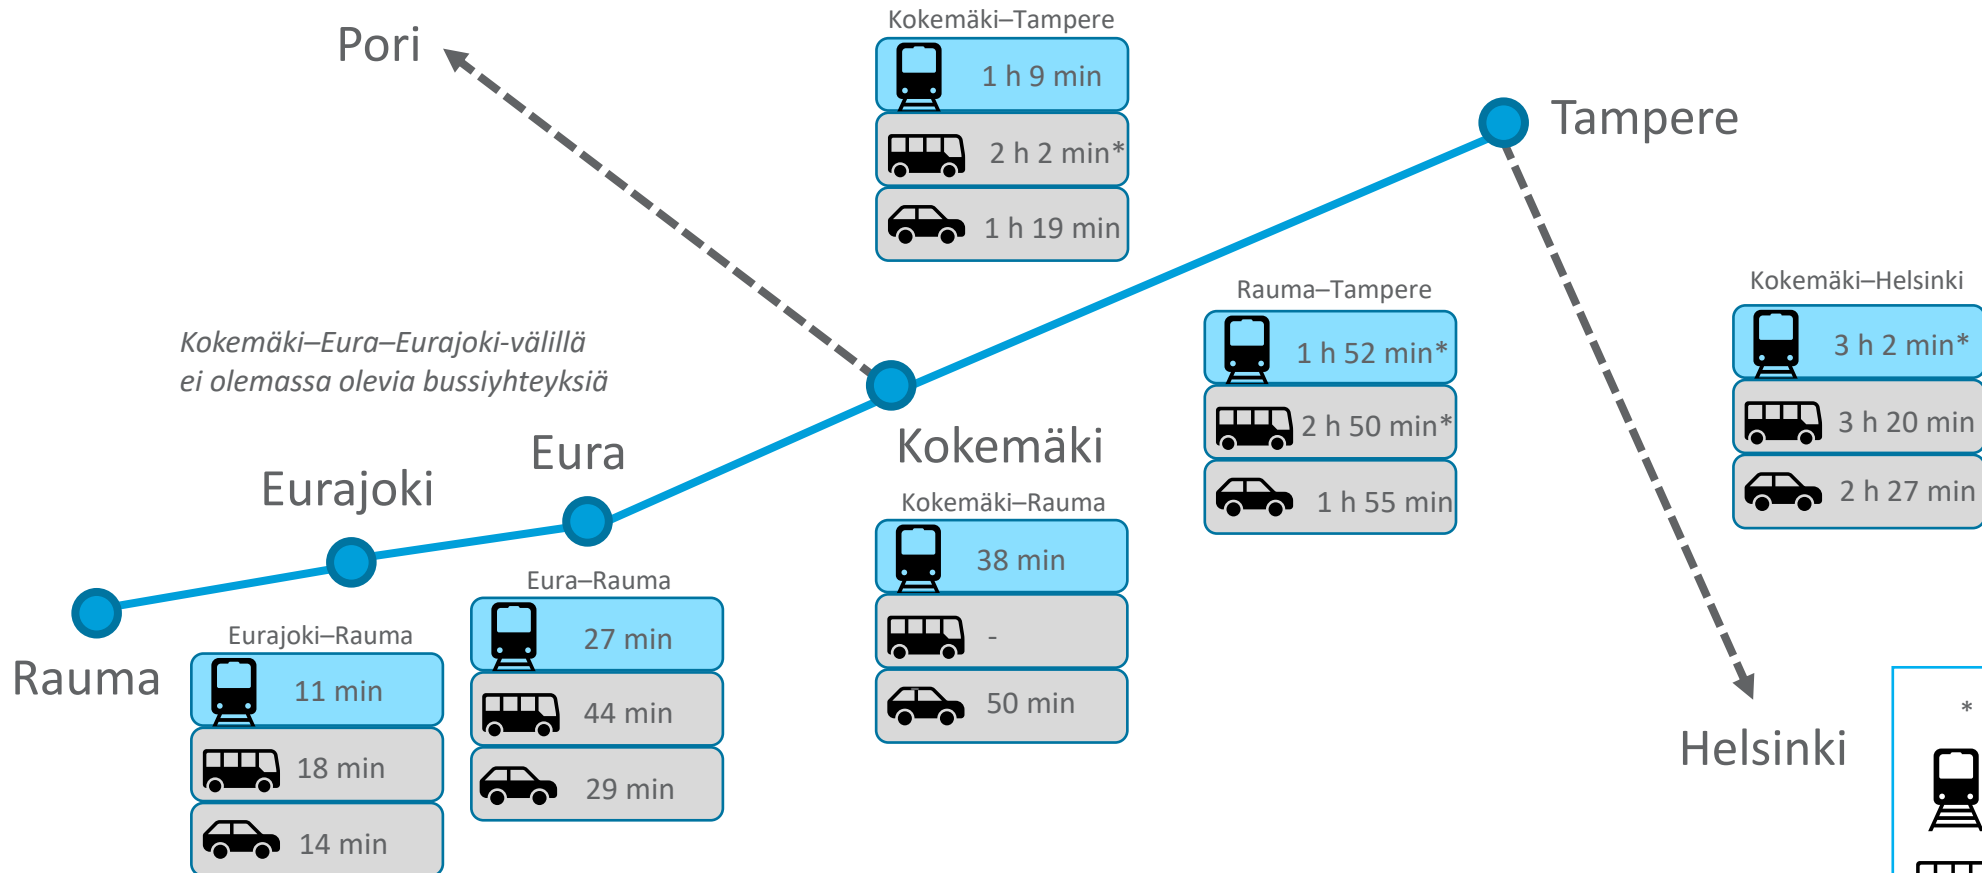 Kokemäki–Tampere
1 h 9 min
2 h 2 min*
1 h 19 min
Pori
Tampere
Kokemäki–Helsinki
3 h 2 min*
3 h 20 min
2 h 27 min
Rauma–Tampere
1 h 52 min*
2 h 50 min*
1 h 55 min
Kokemäki–Eura–Eurajoki-välillä
ei olemassa olevia bussiyhteyksiä
Kokemäki
Eura
Eurajoki
Rauma
Kokemäki–Rauma
38 min
-
50 min
Eura–Rauma
27 min
44 min
29 min
Eurajoki–Rauma
11 min
18 min
14 min
Helsinki
*